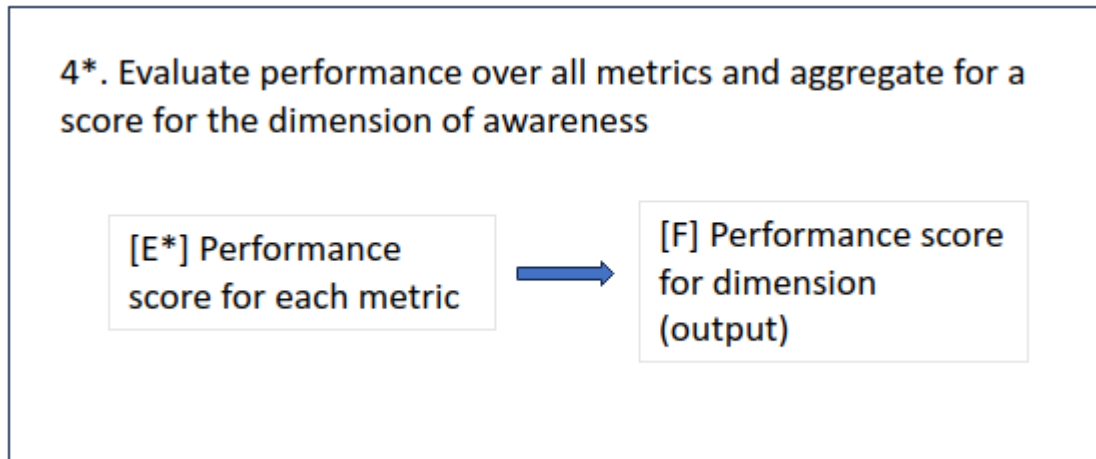 4*. Evaluate performance over all metrics and aggregate for a
score for the dimension of awareness
[E*] Performance
score for each metric
[F] Performance score
for dimension
(output)